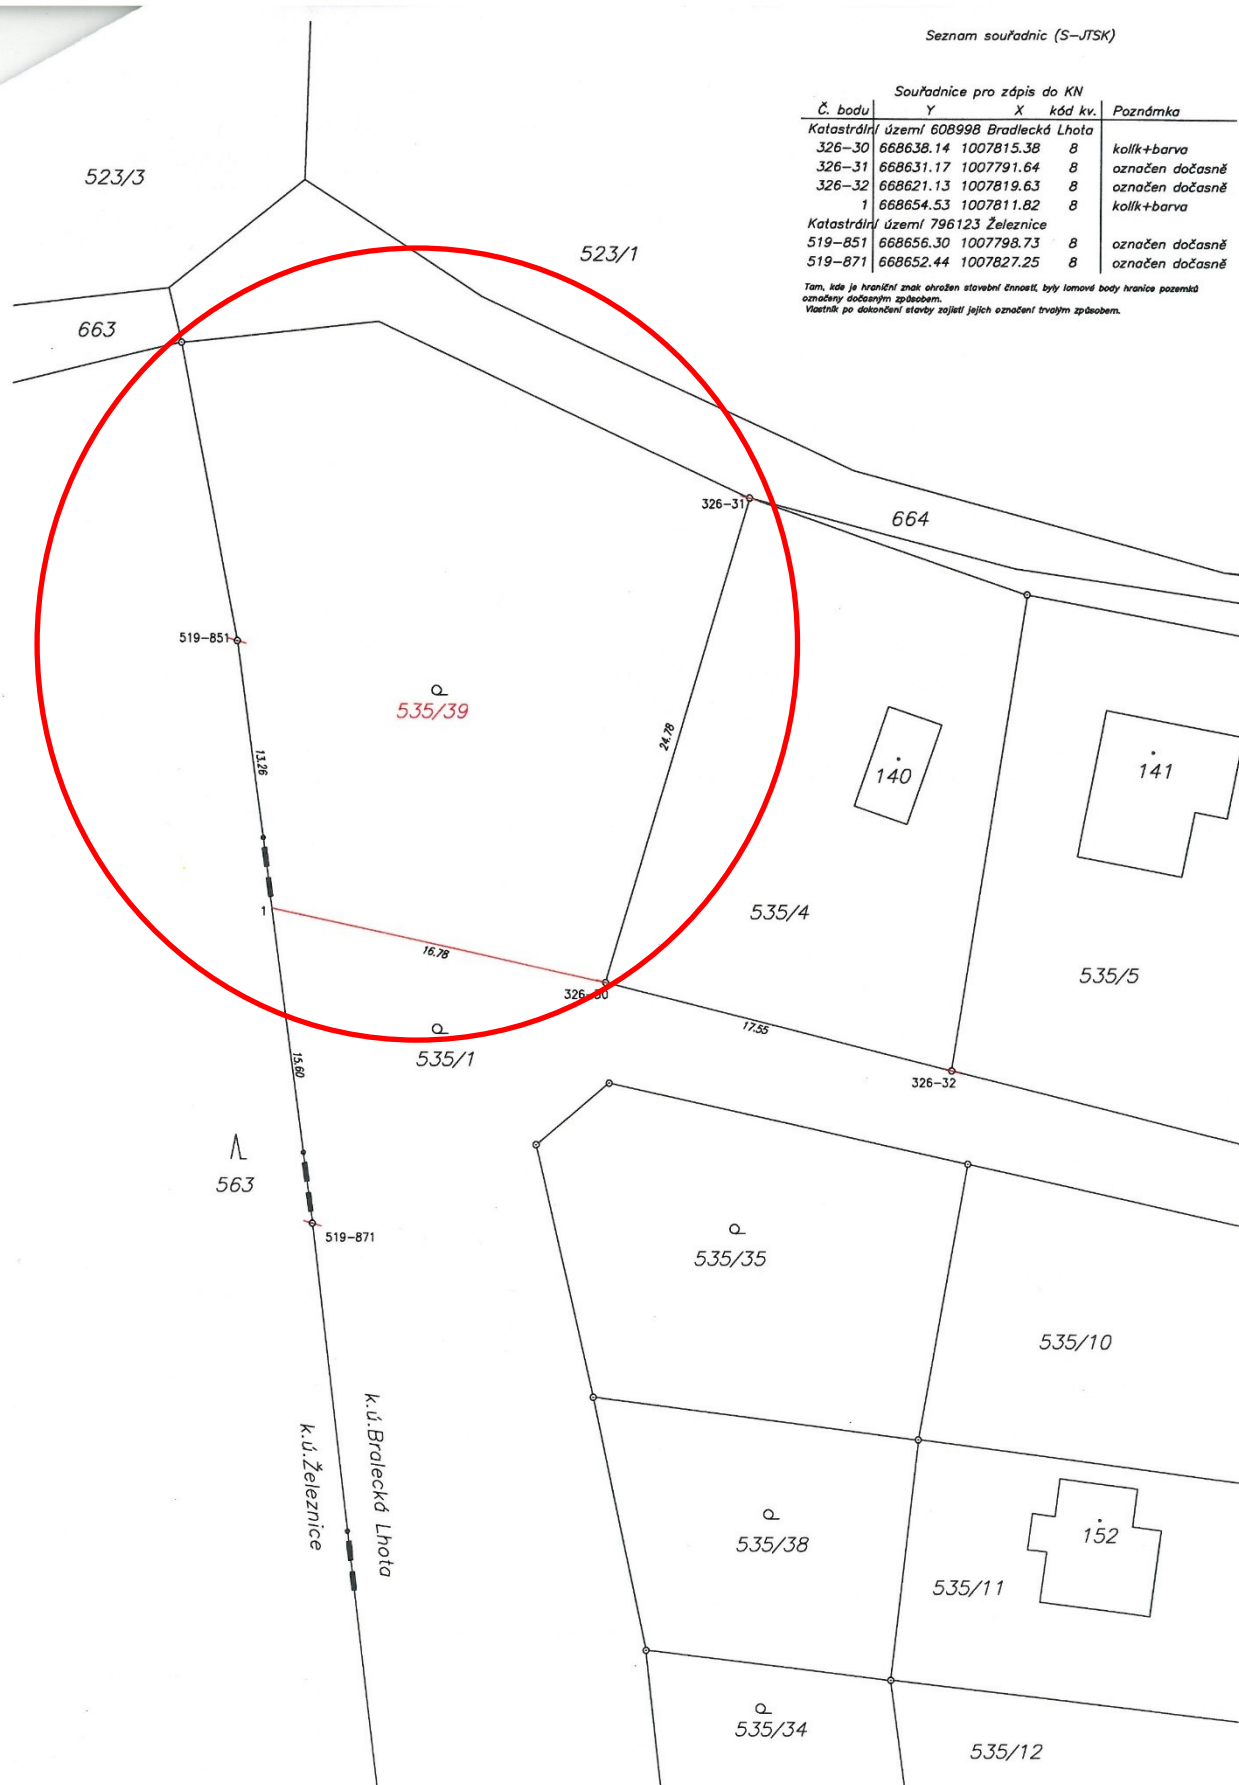 Seznam souřadnic (S-JTSK)
Souřadnice pro zápis do KN
Č. bodu Y X kód kv. Poznámka
Katastrální území 608998 Bradlecká Lhota
326-30 668638.14 1007815.38 8 kolík+barva
326-31 668631.17 1007791.64 8 označen dočasně
326-32 668621.13 1007819.63 8 označen dočasně
1 668654.53 1007811.82 8 kolík+barva
Katastrální území 796123 Železnice
519-851 668656.30 1007798.73 8 označen dočasně
519-871 668652.44 1007827.25 8 označen dočasně
Tam, kde je hraniční znak ohrožen stavební činností, byly lomové body hranice pozemků
označeny dočasným způsobem.
Vlastník po dokončení stavby zajistí jejich označení trvalým způsobem.
523/3
523/1
663
326-31
664
519-851
535/39
24.78
13.26
140
141
1
535/4
16.78
535/5
326-30
17.55
535/1
15.60
326-32
563
519-871
535/35
535/10
k.ú.Bralecká Lhota
k.ú.Železnice
152
535/38
535/11
535/34
535/12